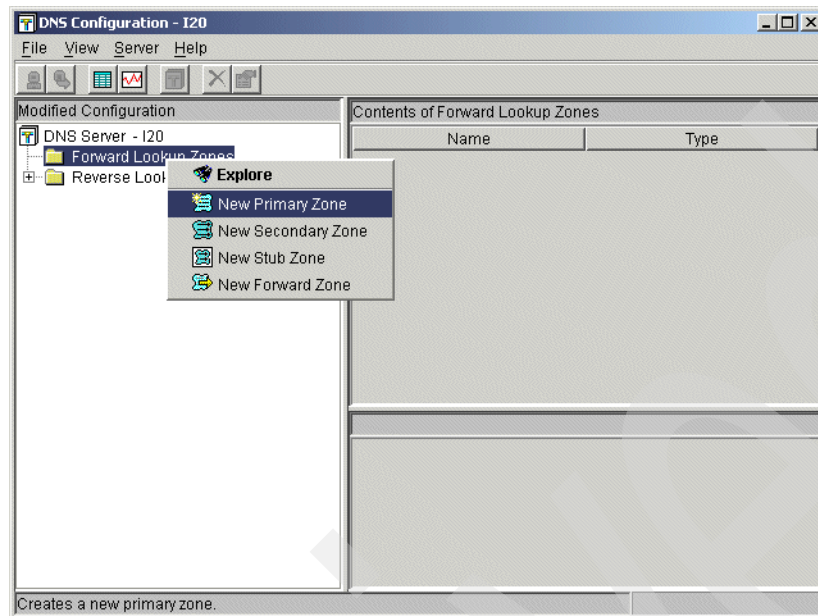 DNS Configuration - I20
File View Server Help
Modified Configuration
Contents of Forward Lookup Zones
DNS Server - I20
Name Type
Forward Lookup Zones
Reverse Look
Explore
New Primary Zone
New Secondary Zone
New Stub Zone
New Forward Zone
Creates a new primary zone.